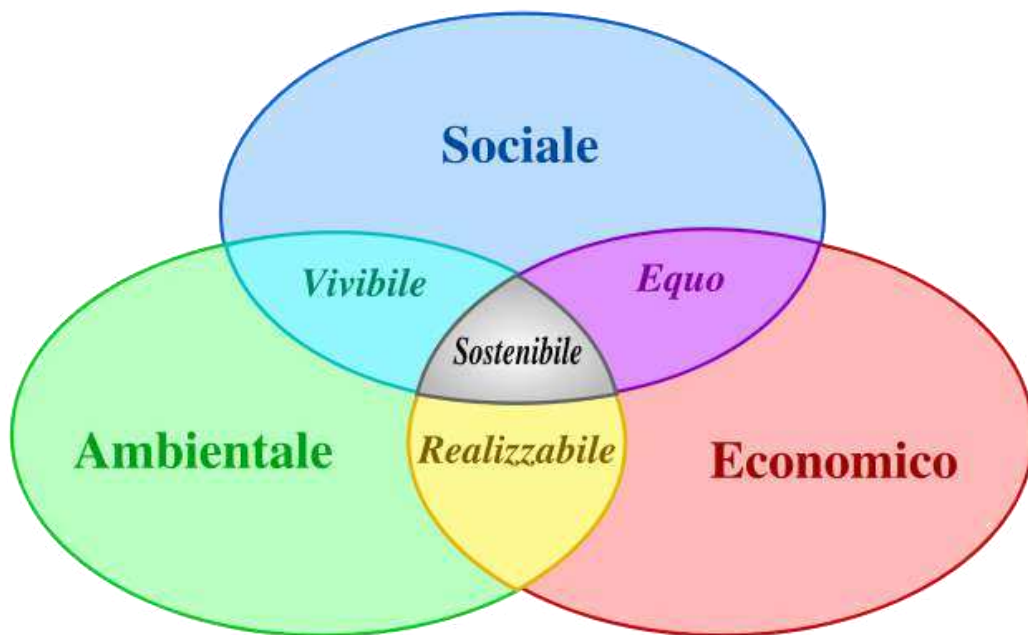 Sociale
Vivibile
Equo
Sostenibile
Ambientale
Realizzabile
Economico